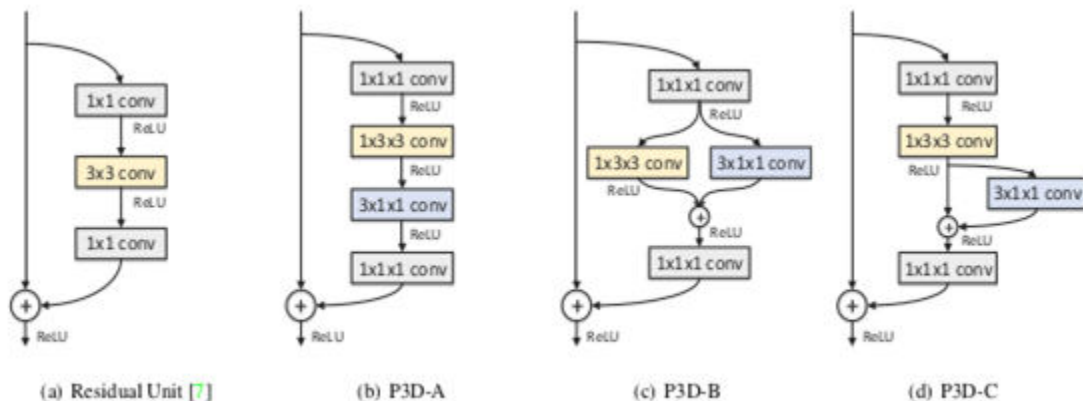 1x1 conv
ReLU
3x3 conv
ReLU
1x1 conv
+
ReLU
(a) Residual Unit [7]
1x1x1 conv
ReLU
1x3x3 conv
ReLU
3x1x1 conv
ReLU
1x1x1 conv
+
ReLU
(b) P3D-A
1x1x1 conv
ReLU
1x3x3 conv
3x1x1 conv
ReLU
+
ReLU
1x1x1 conv
+
ReLU
(c) P3D-B
1x1x1 conv
ReLU
1x3x3 conv
ReLU
3x1x1 conv
+
ReLU
1x1x1 conv
+
ReLU
(d) P3D-C